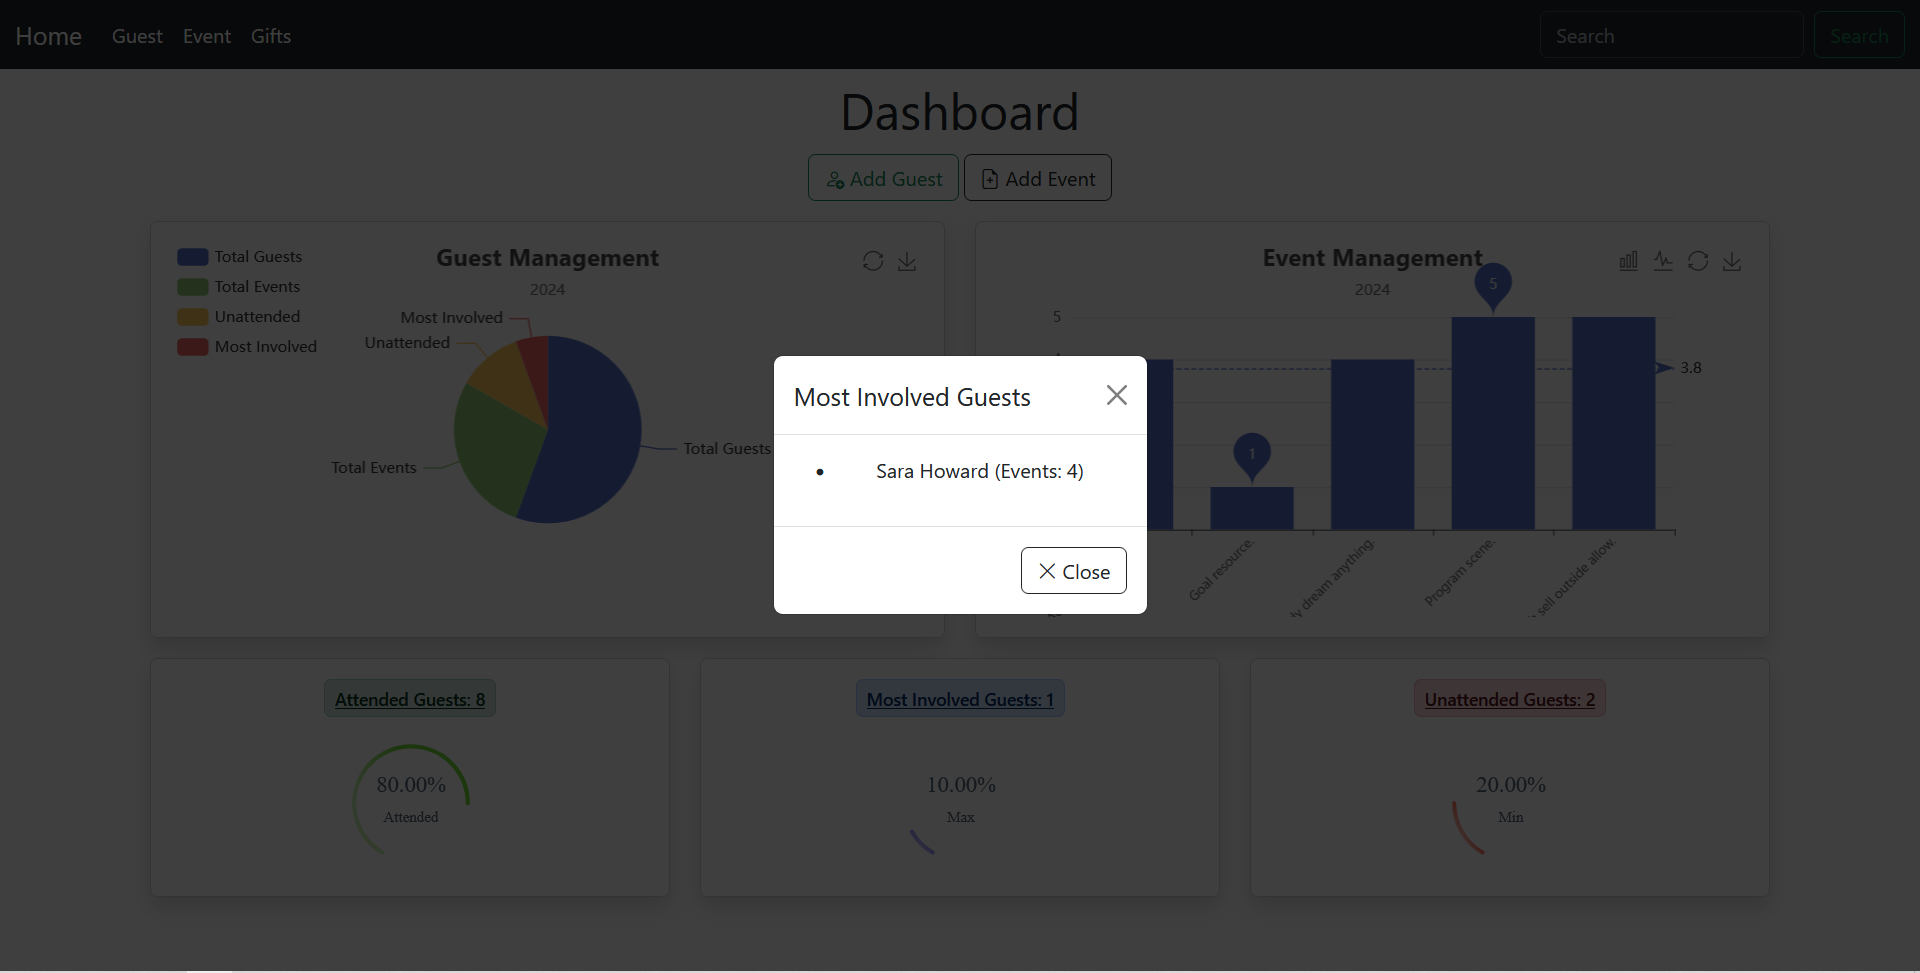 Home Guest Event Gifts Search Search
Dashboard
Add Guest Add Event
Total Guests
Total Events
Unattended
Most Involved
Guest Management
2024
Most Involved
Unattended
Total Events
Total Guests
Event Management
2024
5
5
1
3.8
Goal resource.
dream anything.
Program scene.
sell outside allow.
Most Involved Guests
Sara Howard (Events: 4)
Close
Attended Guests: 8
80.00%
Attended
Most Involved Guests: 1
10.00%
Max
Unattended Guests: 2
20.00%
Min